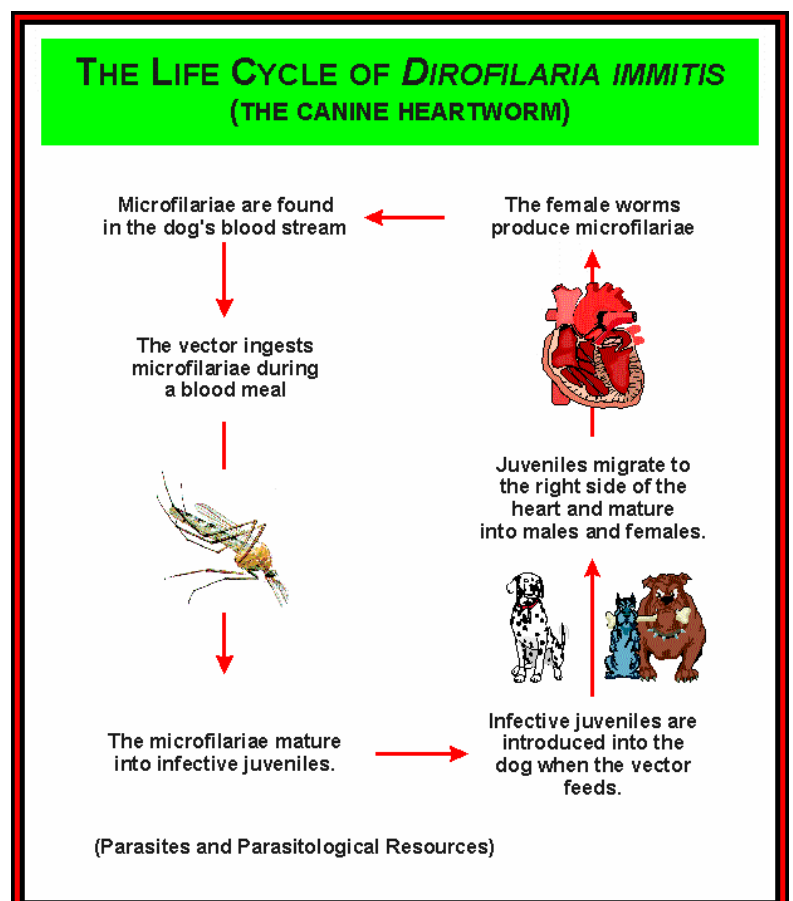 THE LIFE CYCLE OF DIROFILARIA IMMITIS
(THE CANINE HEARTWORM)
Microfilariae are found
in the dog's blood stream
The vector ingests
microfilariae during
a blood meal
The microfilariae mature
into infective juveniles.
Infective juveniles are
introduced into the
dog when the vector
feeds.
Juveniles migrate to
the right side of the
heart and mature
into males and females.
The female worms
produce microfilariae
(Parasites and Parasitological Resources)